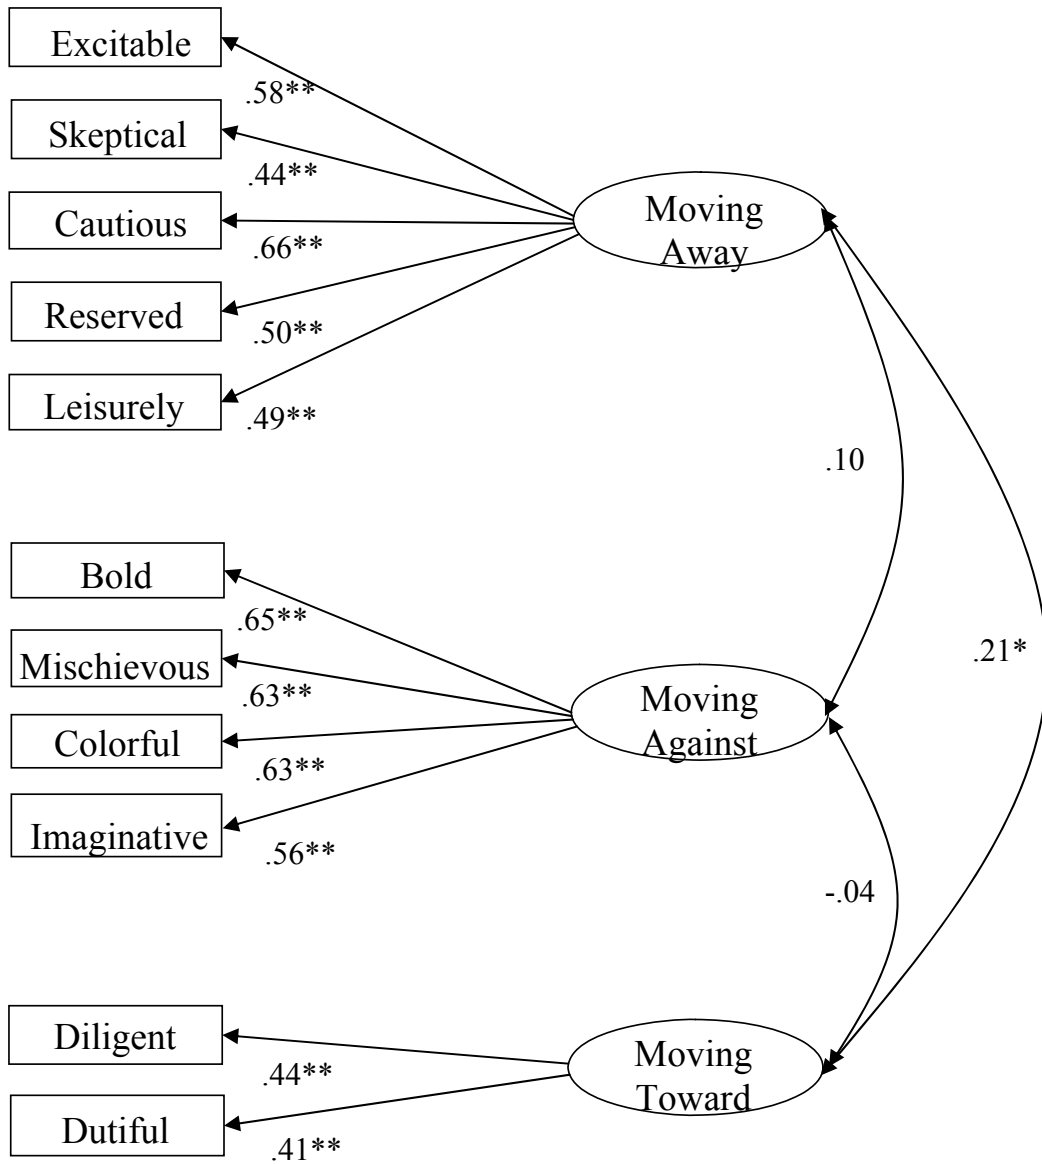 Excitable
.58**
Skeptical
.44**
Cautious
.66**
Reserved
.50**
Leisurely
.49**
Moving
Away
.10
.21*
Bold
.65**
Mischievous
.63**
Colorful
.63**
Imaginative
.56**
Moving
Against
-.04
Diligent
.44**
Dutiful
.41**
Moving
Toward